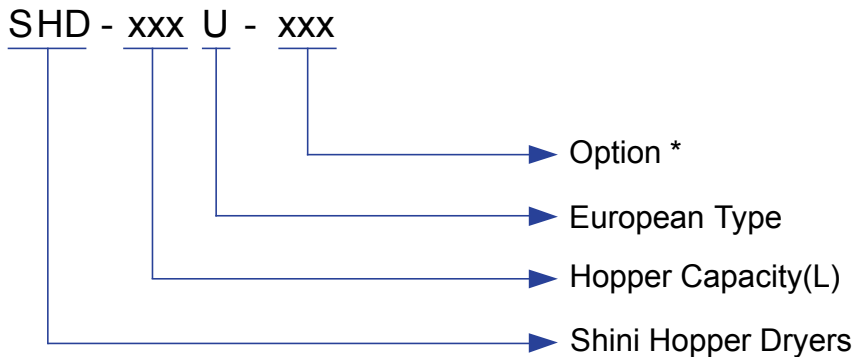 SHD - xxx U - xxx
Option *
European Type
Hopper Capacity(L)
Shini Hopper Dryers